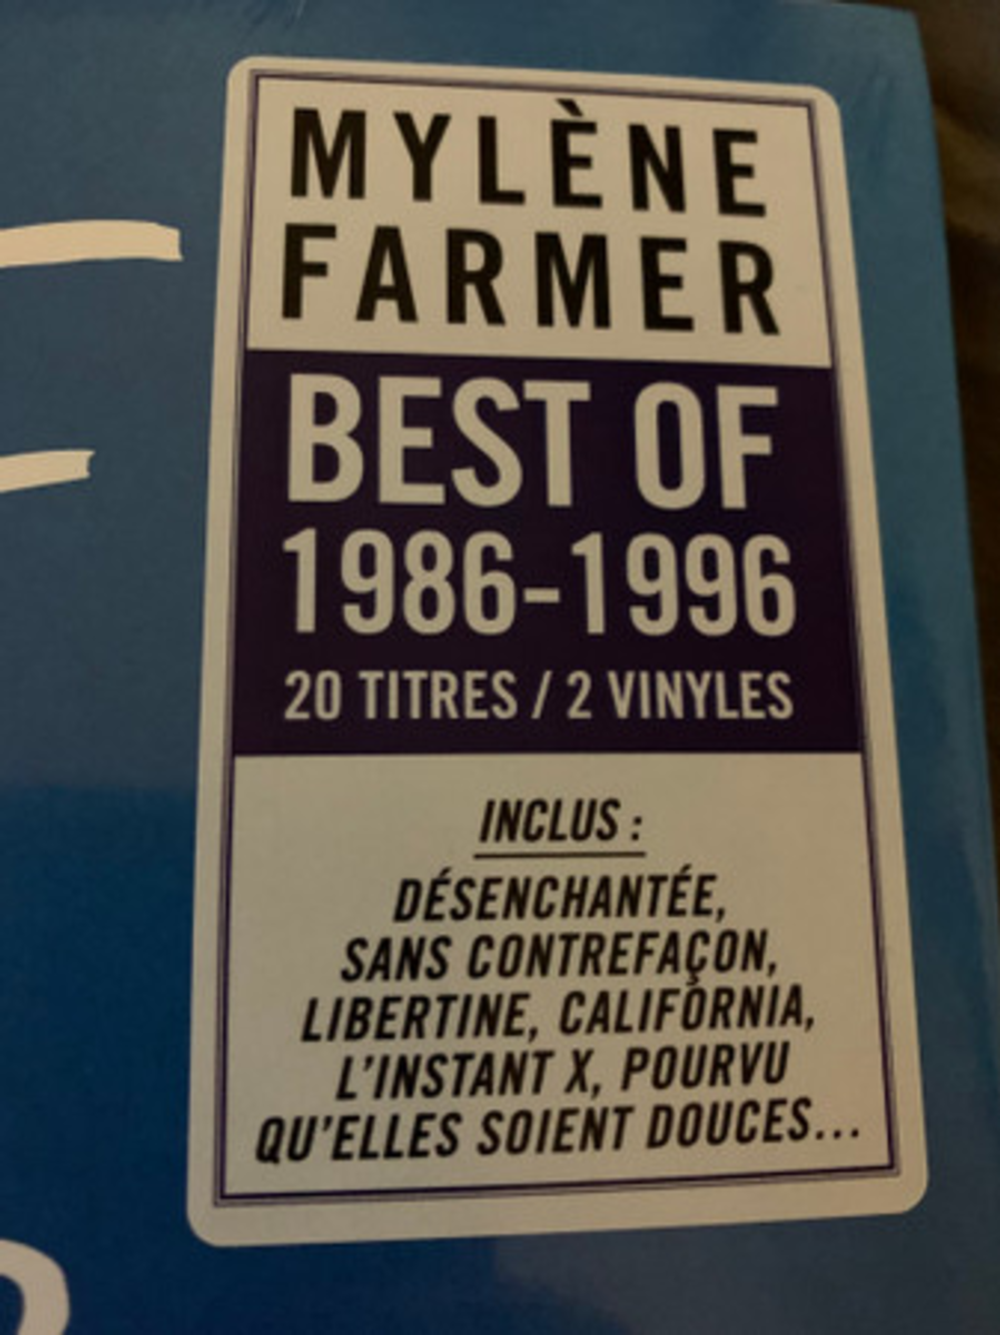 MYLÈNE
FARMER
BEST OF
1986-1996
20 TITRES / 2 VINYLES
INCLUS :
DÉSENCHANTÉE,
SANS CONTREFAÇON,
LIBERTINE, CALIFORNIA,
L'INSTANT X, POURVU
QU'ELLES SOIENT DOUCES...